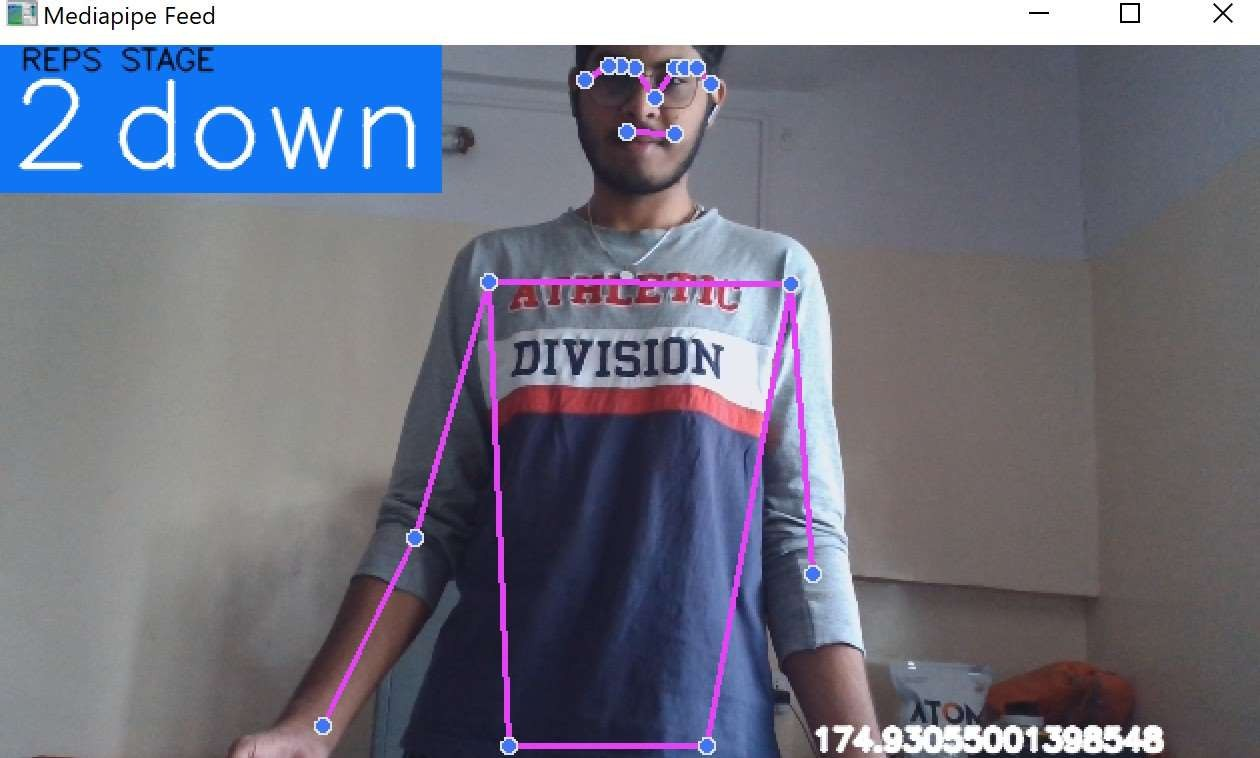 Mediapipe Feed
REPS STAGE
2 down
ATHLETIC
DIVISION
ATOM
174.93055001398548